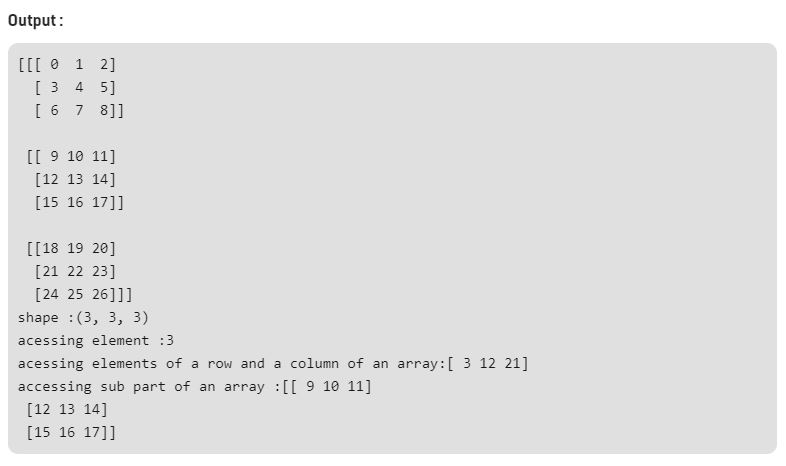 Output :
[[[ 0  1  2]
  [ 3  4  5]
  [ 6  7  8]]
 [[ 9 10 11]
  [12 13 14]
  [15 16 17]]
 [[18 19 20]
  [21 22 23]
  [24 25 26]]]
shape :(3, 3, 3)
acessing element :3
acessing elements of a row and a column of an array:[ 3 12 21]
accessing sub part of an array :[[ 9 10 11]
 [12 13 14]
 [15 16 17]]